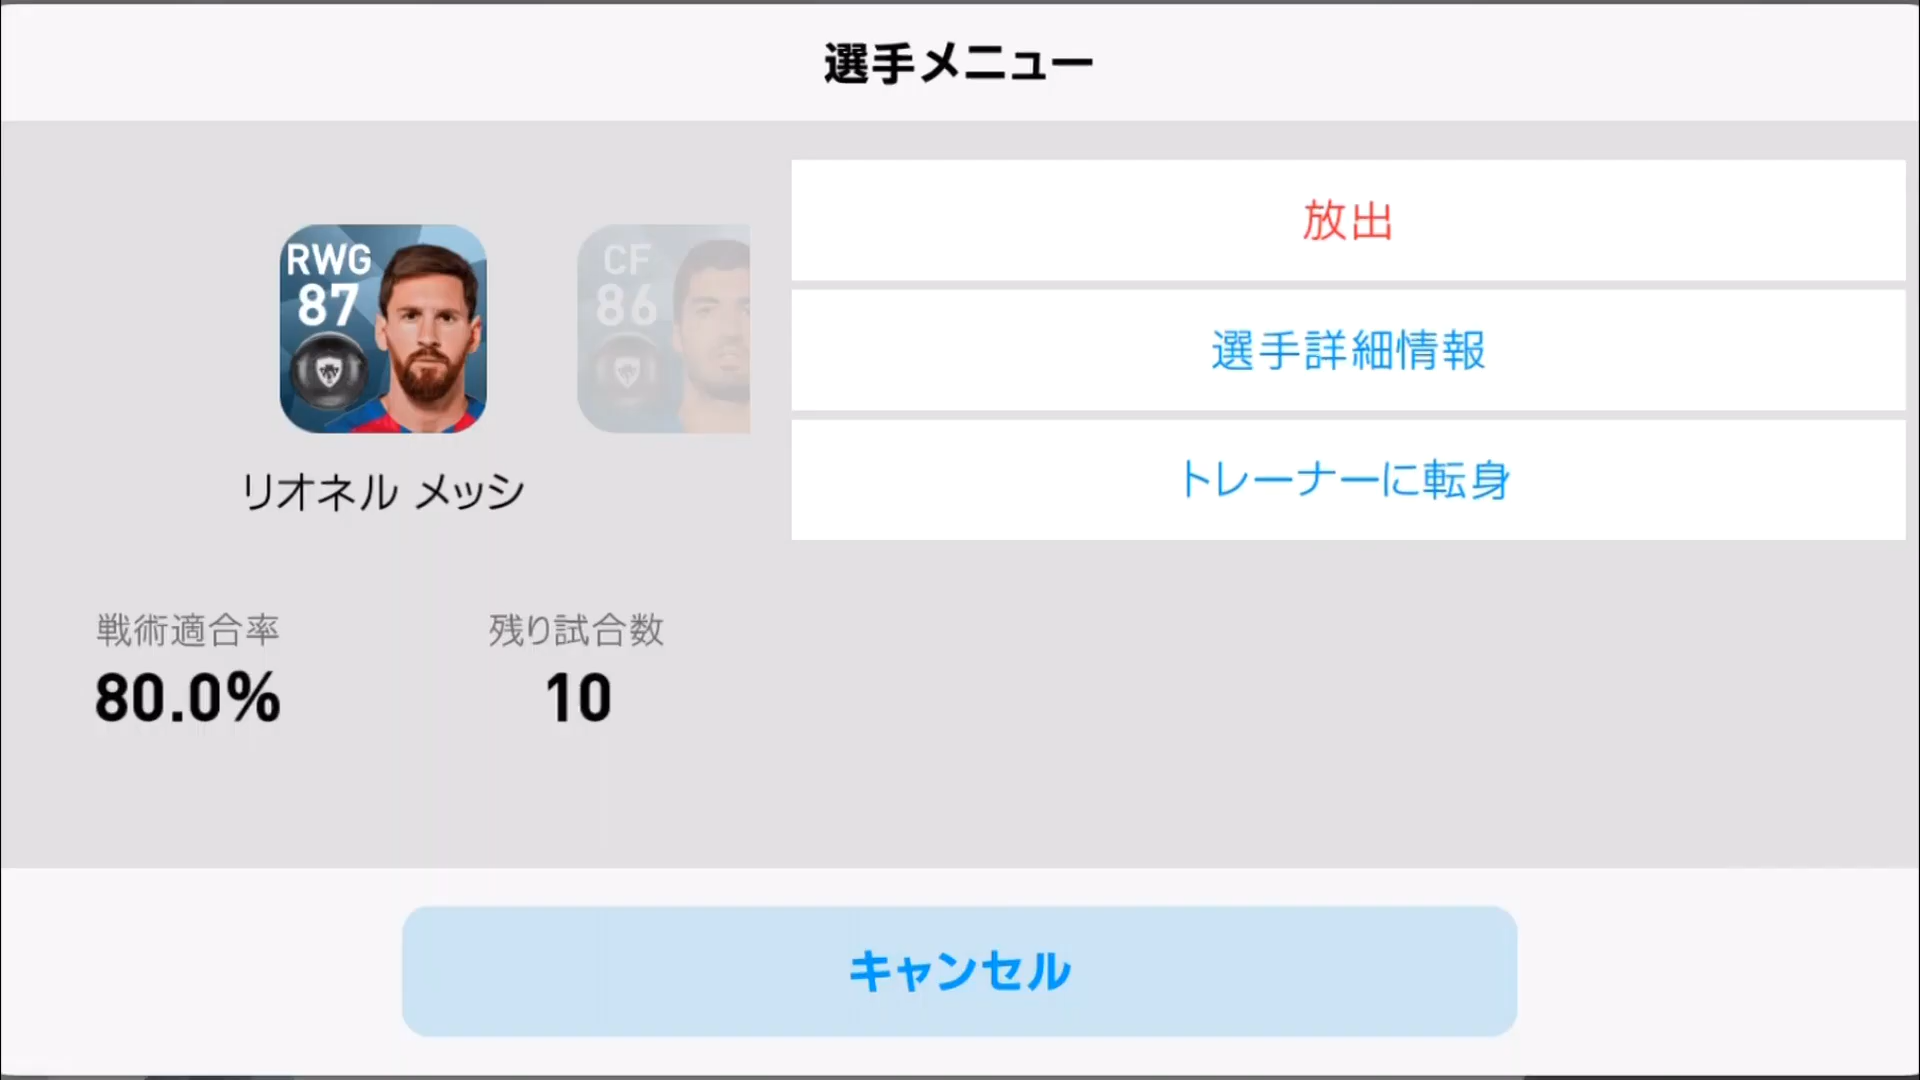 選手メニュー
RWG
87
CF
86
リオネル メッシ
戦術適合率
80.0%
残り試合数
10
放出
選手詳細情報
トレーナーに転身
キャンセル